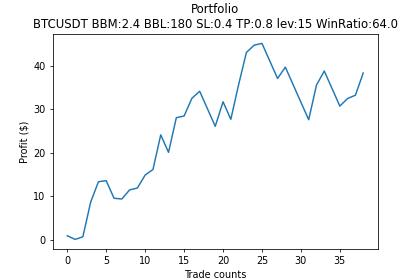 Portfolio
BTCUSDT BBM:2.4 BBL:180 SL:0.4 TP:0.8 lev:15 WinRatio:64.0
40
30
20
10
0
Profit ($)
0 5 10 15 20 25 30 35
Trade counts